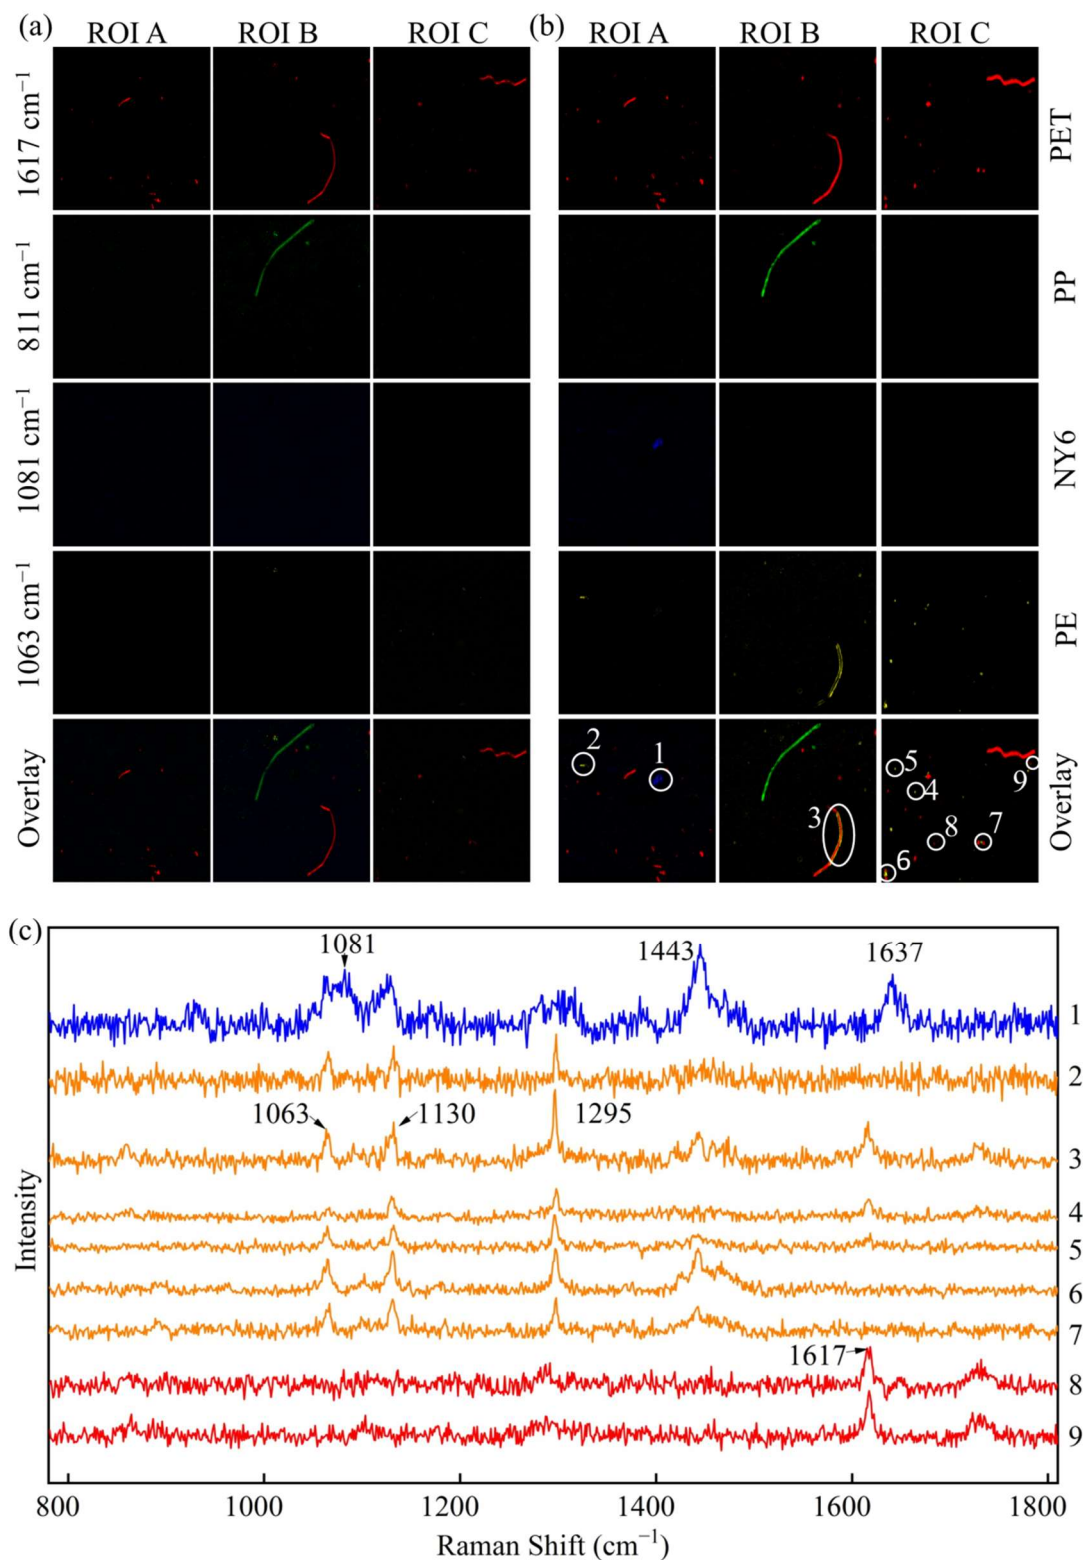 (a) ROI A ROI B ROI C (b) ROI A ROI B ROI C
1617 cm⁻¹ PET
811 cm⁻¹ PP
1081 cm⁻¹ NY6
1063 cm⁻¹ PE
Overlay Overlay
2 1 3 5 4 9 8 7 6
(c)
1081 1443 1637
1
2
1063 1130 1295
3
4
5
6
7
1617
8
9
Intensity
800 1000 1200 1400 1600 1800
Raman Shift (cm⁻¹)